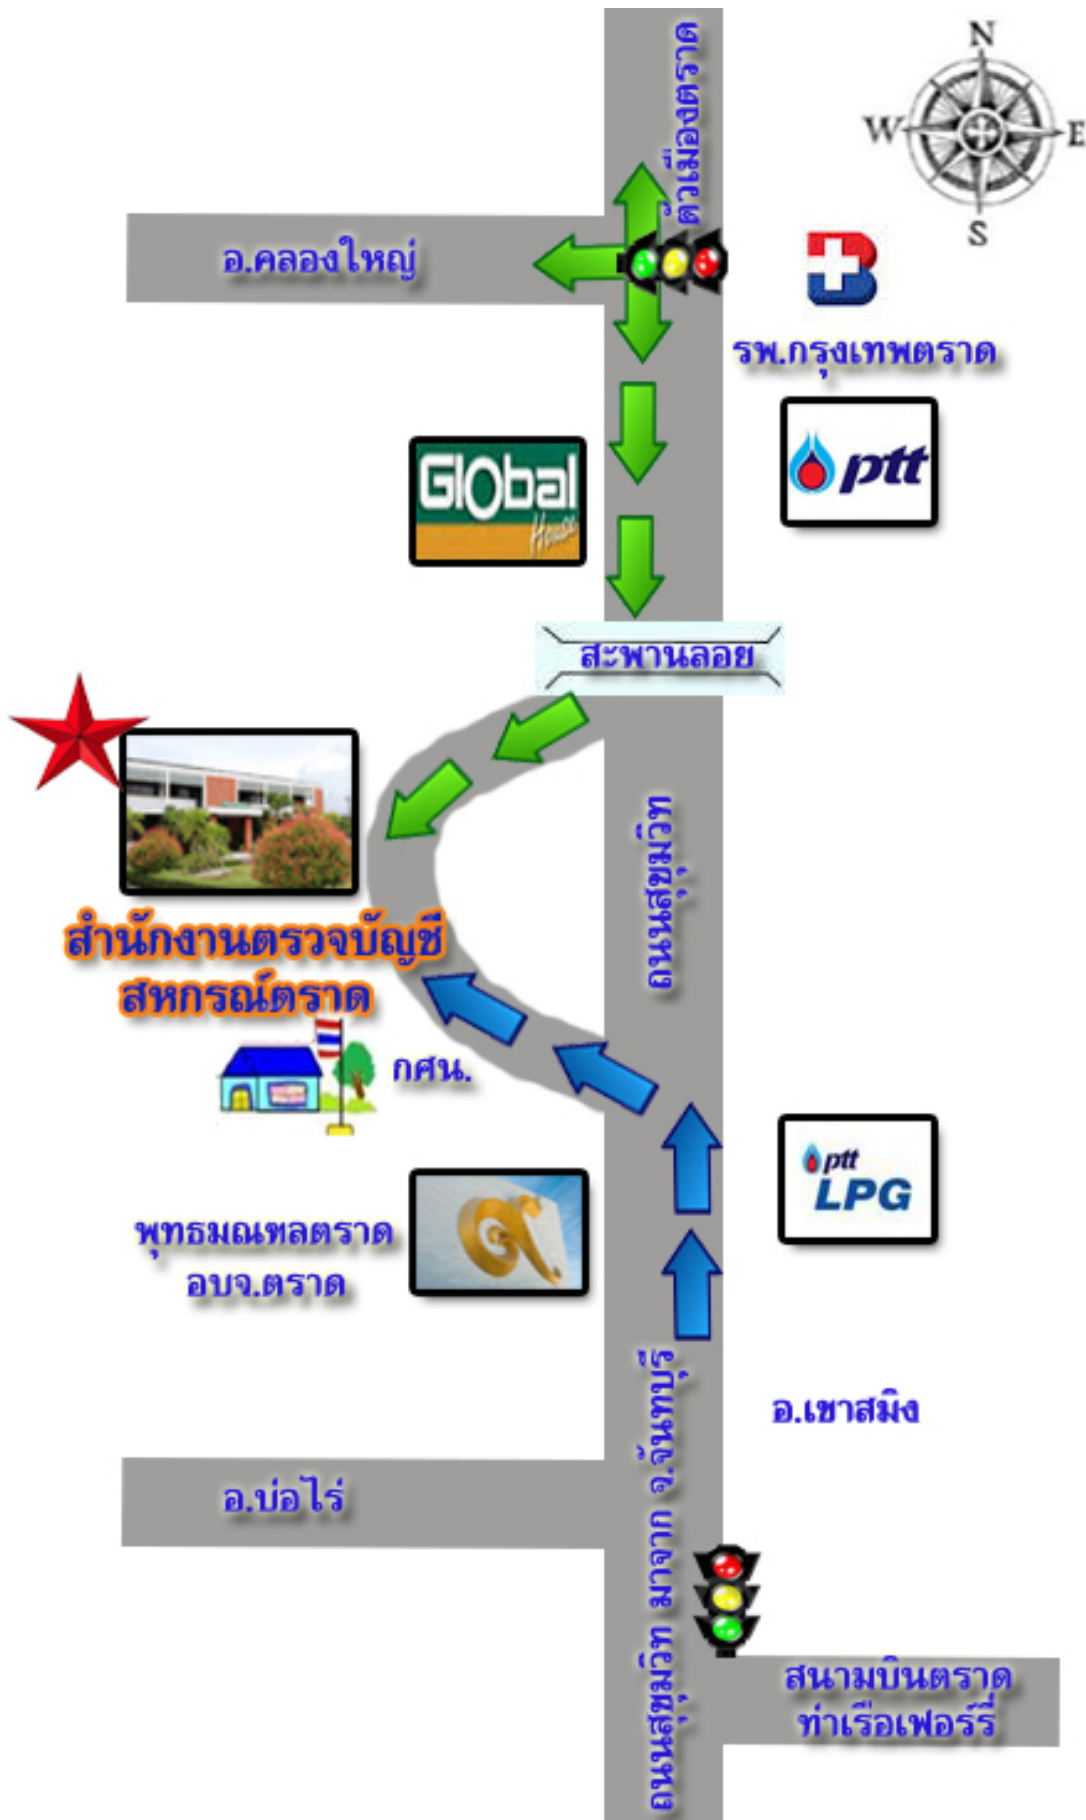 N
W
E
S
ตัวเมืองตราด
อ.คลองใหญ่
รพ.กรุงเทพตราด
Global
House
ptt
สะพานลอย
ถนนสุขุมวิท
สำนักงานตรวจบัญชี
สหกรณ์ตราด
กศน.
ptt
LPG
พุทธมณฑลตราด
อบจ.ตราด
๙
อ.เขาสมิง
ถนนสุขุมวิท มาจาก จ.จันทบุรี
อ.บ่อไร่
สนามบินตราด
ท่าเรือเฟอร์รี่